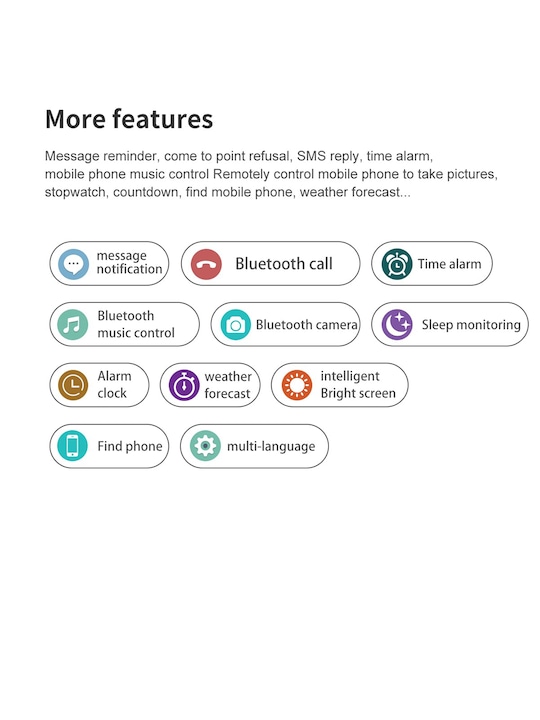 More features
Message reminder, come to point refusal, SMS reply, time alarm,
mobile phone music control Remotely control mobile phone to take pictures,
stopwatch, countdown, find mobile phone, weather forecast...
message
notification
Bluetooth call
Time alarm
Bluetooth
music control
Bluetooth camera
Sleep monitoring
Alarm
clock
weather
forecast
intelligent
Bright screen
Find phone
multi-language